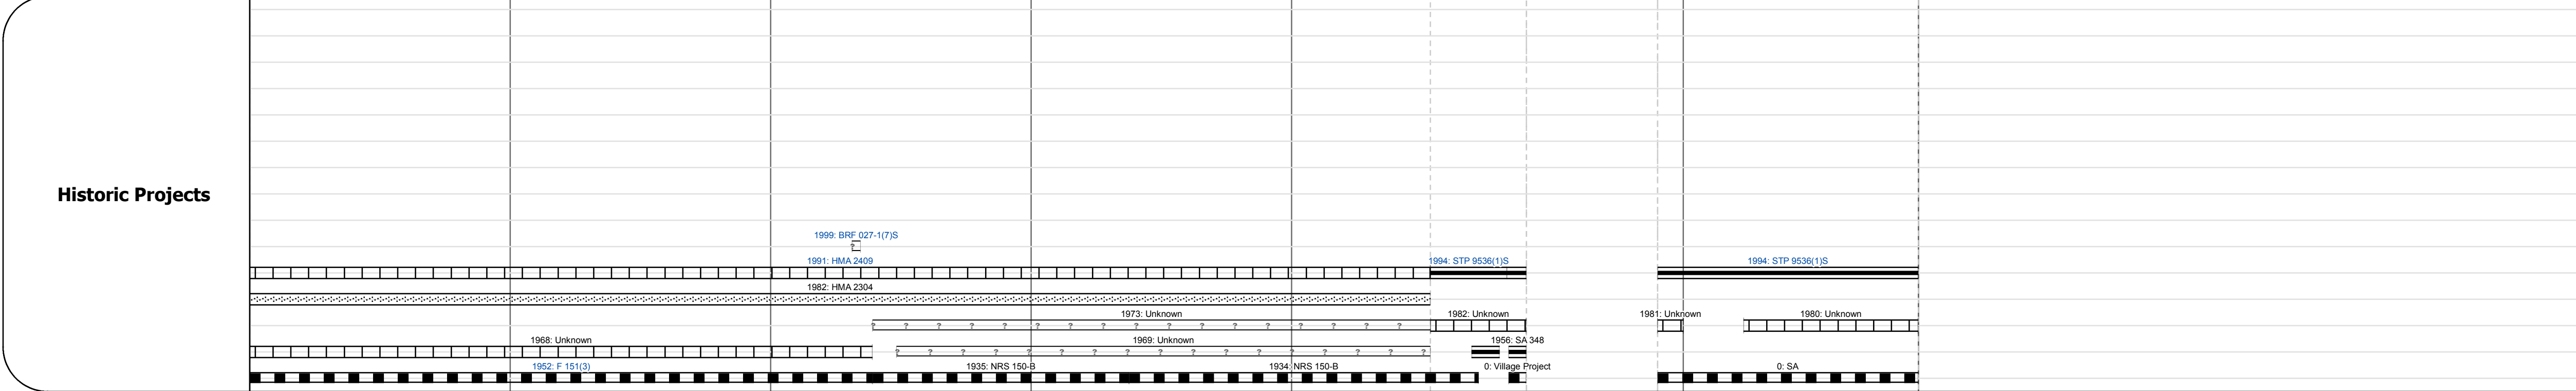 Historic Projects
1999: BRF 027-1(7)S
?
1991: HMA 2409
1994: STP 9536(1)S
1994: STP 9536(1)S
1982: HMA 2304
1973: Unknown
1982: Unknown
1981: Unknown
1980: Unknown
? ? ? ? ? ? ? ? ? ? ? ? ? ? ? ? ?
1968: Unknown
1969: Unknown
1956: SA 348
? ? ? ? ? ? ? ? ? ? ? ? ? ? ? ? ?
1952: F 151(3)
1935: NRS 150-B
1934: NRS 150-B
0: Village Project
0: SA